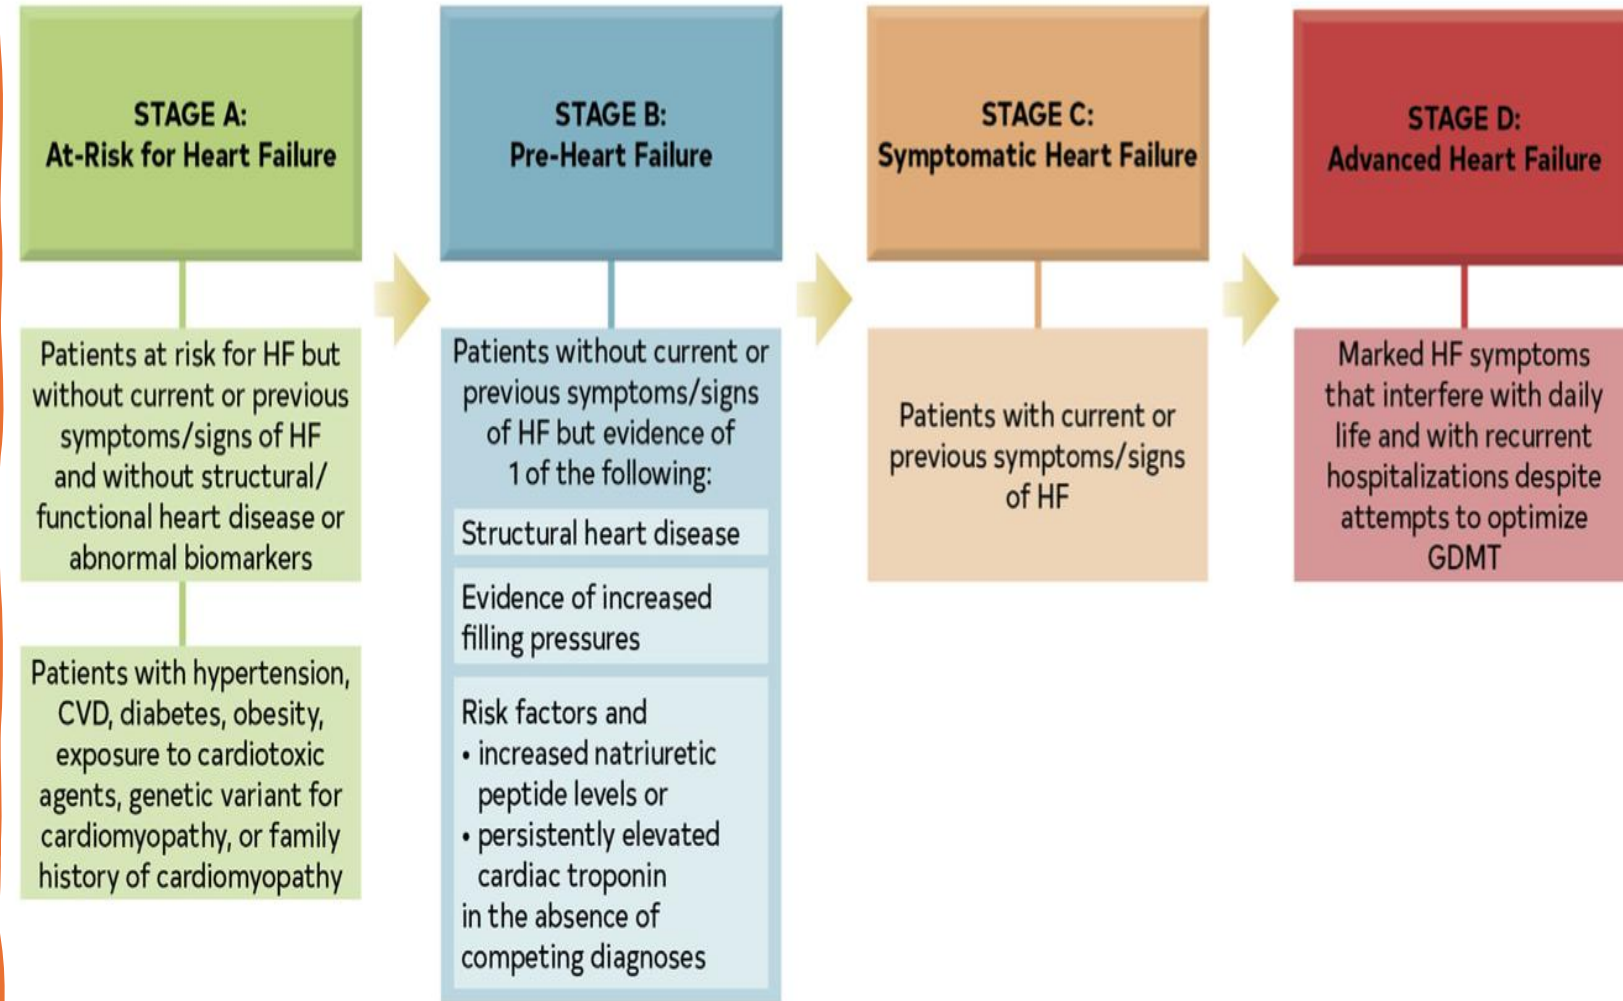 STAGE A:
At-Risk for Heart Failure
Patients at risk for HF but
without current or previous
symptoms/signs of HF
and without structural/
functional heart disease or
abnormal biomarkers
Patients with hypertension,
CVD, diabetes, obesity,
exposure to cardiotoxic
agents, genetic variant for
cardiomyopathy, or family
history of cardiomyopathy
STAGE B:
Pre-Heart Failure
Patients without current or
previous symptoms/signs
of HF but evidence of
1 of the following:
Structural heart disease
Evidence of increased
filling pressures
Risk factors and
• increased natriuretic
peptide levels or
• persistently elevated
cardiac troponin
in the absence of
competing diagnoses
STAGE C:
Symptomatic Heart Failure
Patients with current or
previous symptoms/signs
of HF
STAGE D:
Advanced Heart Failure
Marked HF symptoms
that interfere with daily
life and with recurrent
hospitalizations despite
attempts to optimize
GDMT